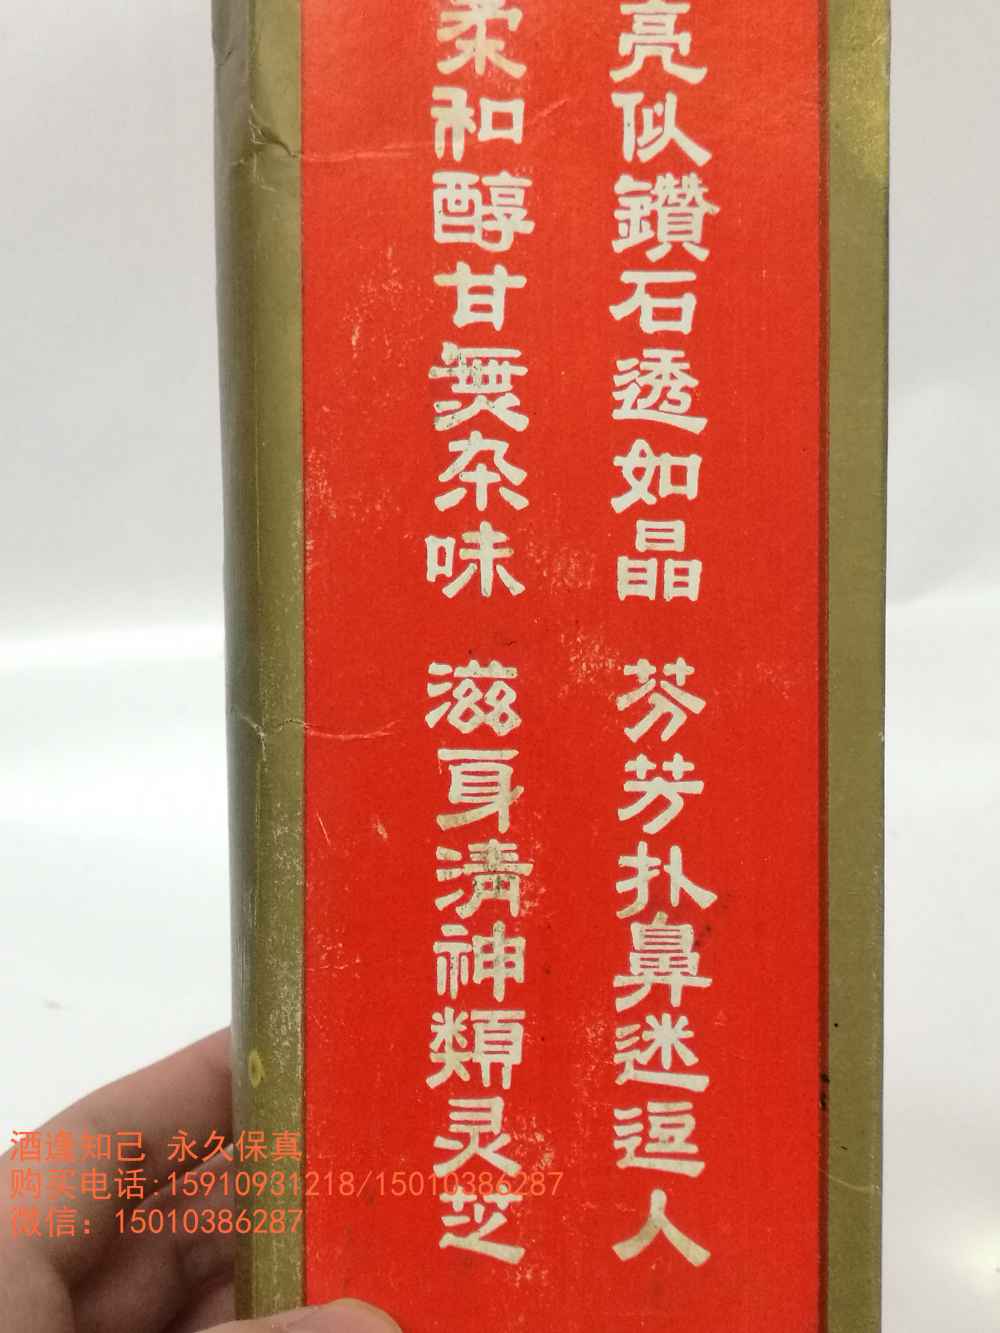 亮似鑽石透如晶 芬芳扑鼻迷逗人
柔和醇甘無杂味 滋身清神類灵芝
酒逢知己 永久保真
购买电话:15910931218/15010386287
微信: 15010386287